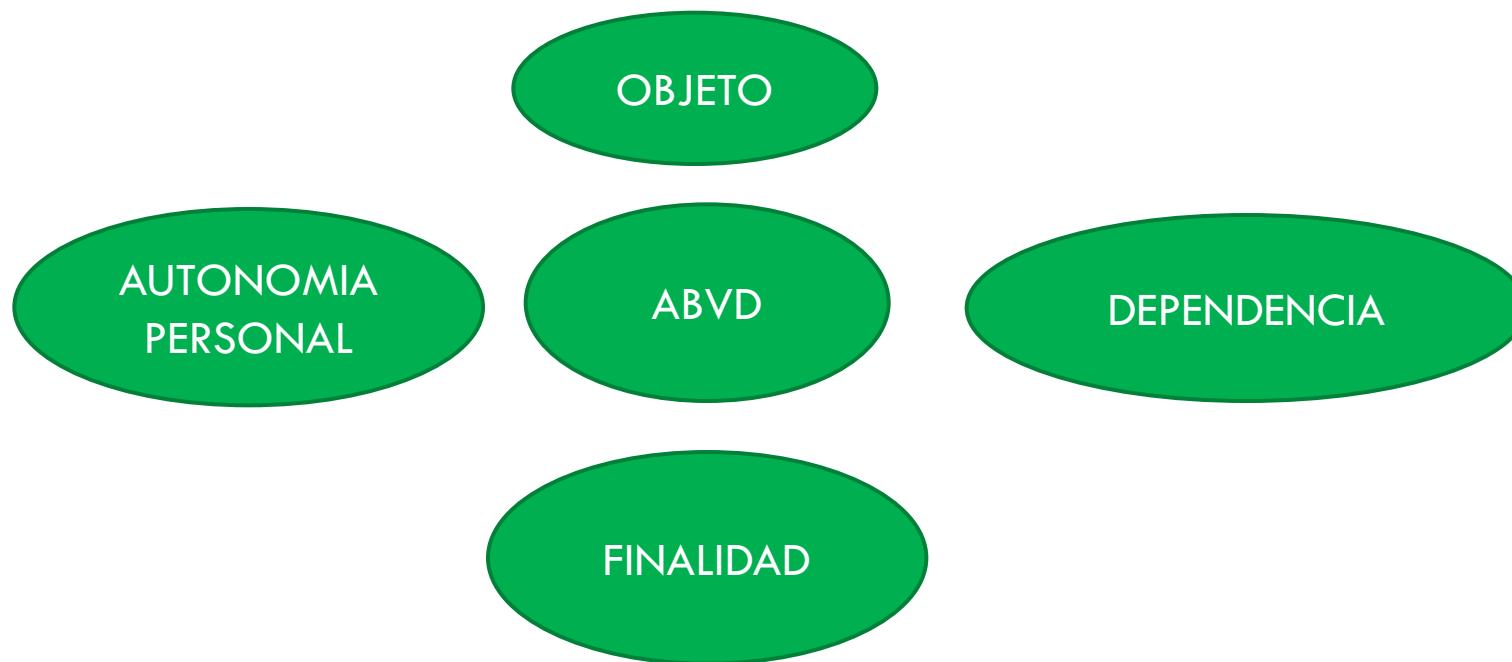 OBJETO
AUTONOMIA
PERSONAL
ABVD
DEPENDENCIA
FINALIDAD